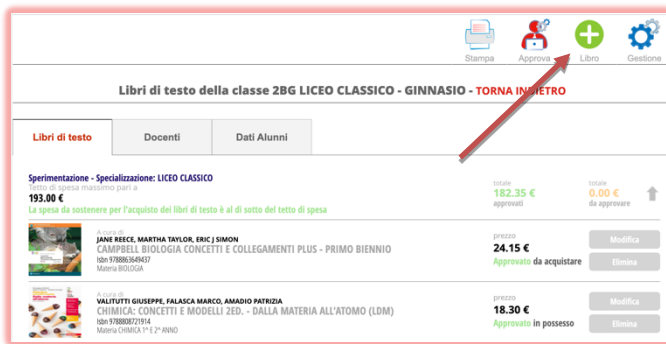 Stampa
Approva
Libro
Gestione
Libri di testo della classe 2BG LICEO CLASSICO - GINNASIO - TORNA INDIETRO
Libri di testo
Docenti
Dati Alunni
Sperimentazione - Specializzazione: LICEO CLASSICO
Tetto di spesa massimo pari a
193.00 €
La spesa da sostenere per l'acquisto dei libri di testo è al di sotto del tetto di spesa
totale
182.35 €
approvati
totale
0.00 €
da approvare
A cura di
JANE REECE, MARTHA TAYLOR, ERIC J SIMON
CAMPBELL BIOLOGIA CONCETTI E COLLEGAMENTI PLUS - PRIMO BIENNIO
Isbn 9788863649437
Materia BIOLOGIA
prezzo
24.15 €
Approvato da acquistare
Modifica
Elimina
A cura di
VALITUTTI GIUSEPPE, FALASCA MARCO, AMADIO PATRIZIA
CHIMICA: CONCETTI E MODELLI 2ED. - DALLA MATERIA ALL'ATOMO (LDM)
Isbn 9788808721914
Materia CHIMICA 1^ E 2^ ANNO
prezzo
18.30 €
Approvato in possesso
Modifica
Elimina